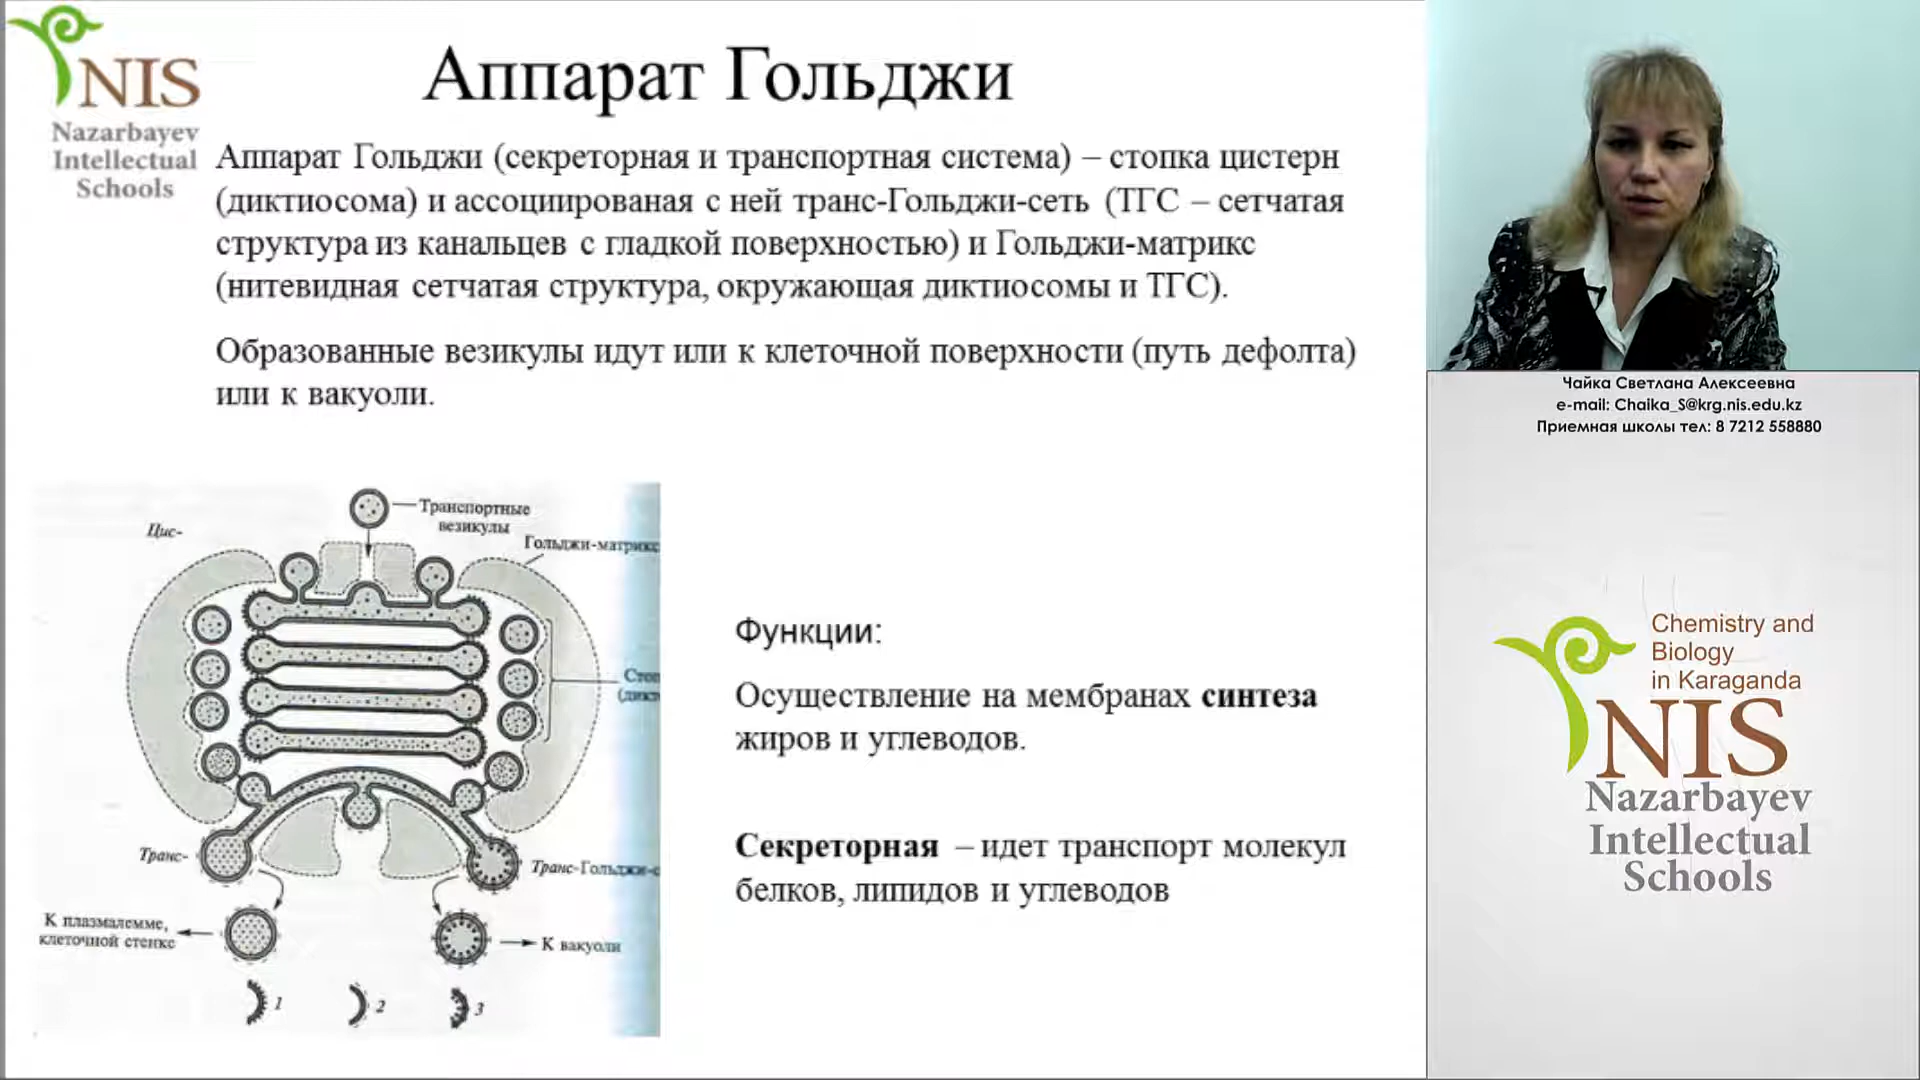 NIS
Nazarbayev
Intellectual
Schools
Аппарат Гольджи
Аппарат Гольджи (секреторная и транспортная система) – стопка цистерн
(диктиосома) и ассоциированая с ней транс-Гольджи-сеть (ТГС – сетчатая
структура из канальцев с гладкой поверхностью) и Гольджи-матрикс
(нитевидная сетчатая структура, окружающая диктиосомы и ТГС).
Образованные везикулы идут или к клеточной поверхности (путь дефолта)
или к вакуоли.
Транспортные
везикулы
Цис-
Гольджи-матрикс
Транс-
Транс-Гольджи-с
К плазмалемме,
клеточной стенке
К вакуоли
1
2
3
Функции:
Осуществление на мембранах синтеза
жиров и углеводов.
Секреторная – идет транспорт молекул
белков, липидов и углеводов
Чайка Светлана Алексеевна
e-mail: Chaika_S@krg.nis.edu.kz
Приемная школы тел: 8 7212 558880
Chemistry and
Biology
in Karaganda
NIS
Nazarbayev
Intellectual
Schools